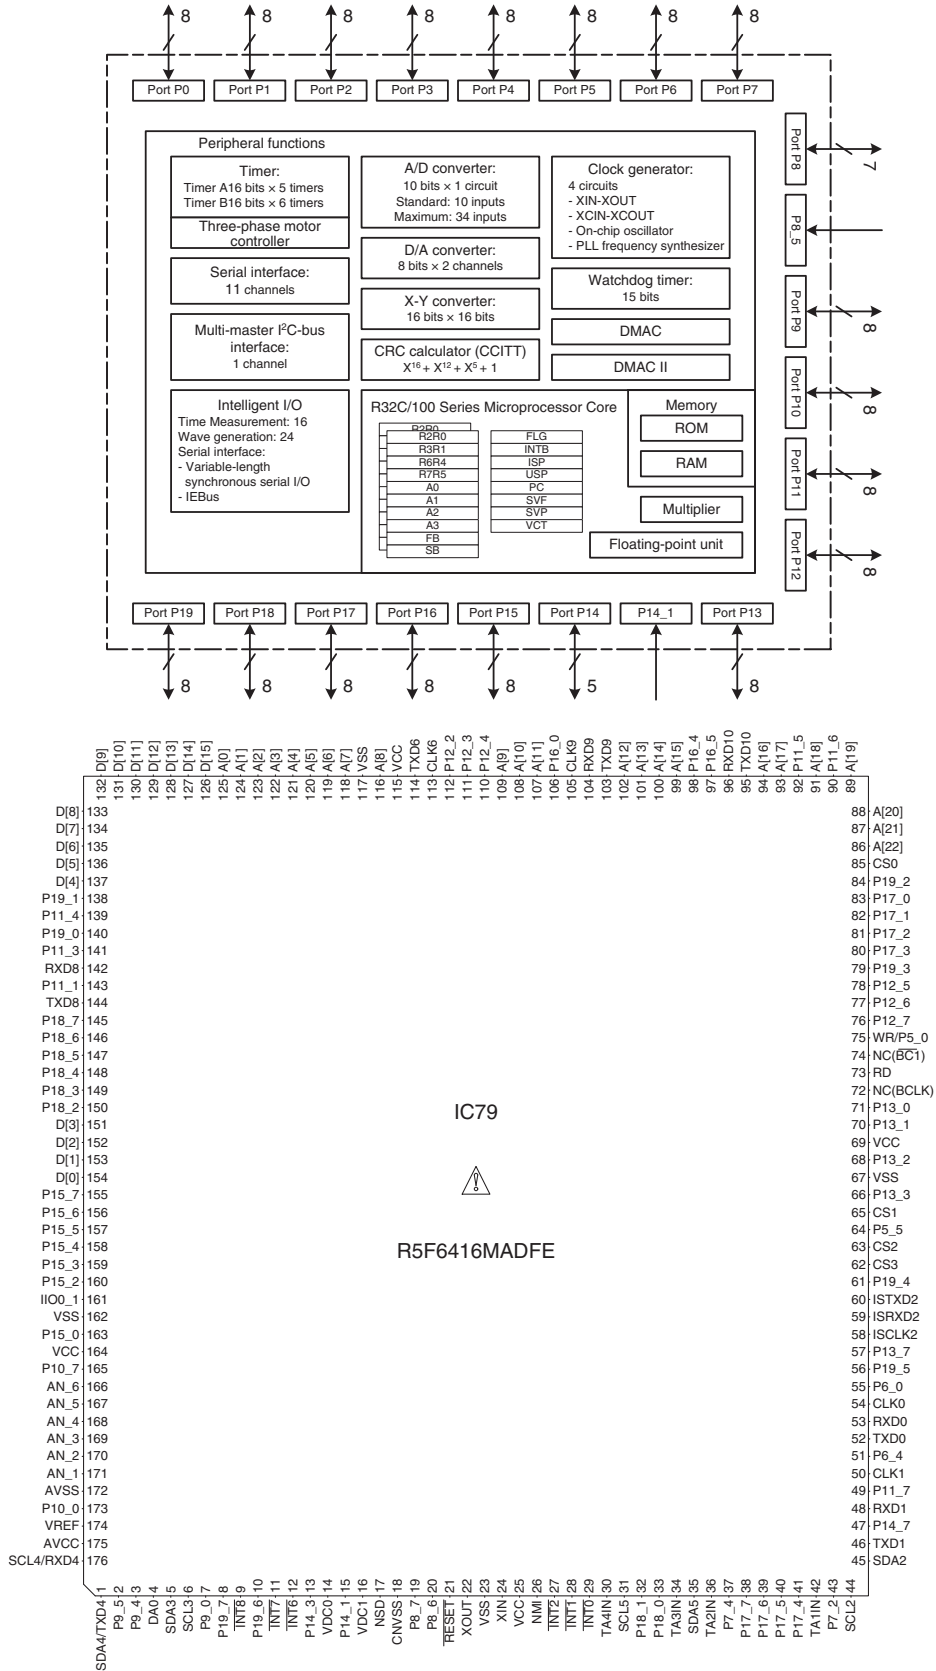 8 8 8 8 8 8 8 8
Port P0 Port P1 Port P2 Port P3 Port P4 Port P5 Port P6 Port P7
Peripheral functions
Timer:
Timer A16 bits × 5 timers
Timer B16 bits × 6 timers
Three-phase motor
controller
Serial interface:
11 channels
Multi-master I²C-bus
interface:
1 channel
Intelligent I/O
Time Measurement: 16
Wave generation: 24
Serial interface:
- Variable-length
synchronous serial I/O
- IEBus
A/D converter:
10 bits × 1 circuit
Standard: 10 inputs
Maximum: 34 inputs
D/A converter:
8 bits × 2 channels
X-Y converter:
16 bits × 16 bits
CRC calculator (CCITT)
X¹⁶ + X¹² + X⁵ + 1
Clock generator:
4 circuits
- XIN-XOUT
- XCIN-XCOUT
- On-chip oscillator
- PLL frequency synthesizer
Watchdog timer:
15 bits
DMAC
DMAC II
R32C/100 Series Microprocessor Core
R2R0
R2R0
R3R1
R6R4
R7R5
A0
A1
A2
A3
FB
SB
FLG
INTB
ISP
USP
PC
SVF
SVP
VCT
Memory
ROM
RAM
Multiplier
Floating-point unit
Port P8 7
P8_5
Port P9 8
Port P10 8
Port P11 8
Port P12 8
Port P19 Port P18 Port P17 Port P16 Port P15 Port P14 P14_1 Port P13
8 8 8 8 8 5 8
132 D[9]
131 D[10]
130 D[11]
129 D[12]
128 D[13]
127 D[14]
126 D[15]
125 A[0]
124 A[1]
123 A[2]
122 A[3]
121 A[4]
120 A[5]
119 A[6]
118 A[7]
117 VSS
116 A[8]
115 VCC
114 TXD6
113 CLK6
112 P12_2
111 P12_3
110 P12_4
109 A[9]
108 A[10]
107 A[11]
106 P16_0
105 CLK9
104 RXD9
103 TXD9
102 A[12]
101 A[13]
100 A[14]
99 A[15]
98 P16_4
97 P16_5
96 RXD10
95 TXD10
94 A[16]
93 A[17]
92 P11_5
91 A[18]
90 P11_6
89 A[19]
D[8] 133
D[7] 134
D[6] 135
D[5] 136
D[4] 137
P19_1 138
P11_4 139
P19_0 140
P11_3 141
RXD8 142
P11_1 143
TXD8 144
P18_7 145
P18_6 146
P18_5 147
P18_4 148
P18_3 149
P18_2 150
D[3] 151
D[2] 152
D[1] 153
D[0] 154
P15_7 155
P15_6 156
P15_5 157
P15_4 158
P15_3 159
P15_2 160
IIO0_1 161
VSS 162
P15_0 163
VCC 164
P10_7 165
AN_6 166
AN_5 167
AN_4 168
AN_3 169
AN_2 170
AN_1 171
AVSS 172
P10_0 173
VREF 174
AVCC 175
SCL4/RXD4 176
IC79
!
R5F6416MADFE
88 A[20]
87 A[21]
86 A[22]
85 CS0
84 P19_2
83 P17_0
82 P17_1
81 P17_2
80 P17_3
79 P19_3
78 P12_5
77 P12_6
76 P12_7
75 WR/P5_0
74 NC(BC1)
73 RD
72 NC(BCLK)
71 P13_0
70 P13_1
69 VCC
68 P13_2
67 VSS
66 P13_3
65 CS1
64 P5_5
63 CS2
62 CS3
61 P19_4
60 ISTXD2
59 ISRXD2
58 ISCLK2
57 P13_7
56 P19_5
55 P6_0
54 CLK0
53 RXD0
52 TXD0
51 P6_4
50 CLK1
49 P11_7
48 RXD1
47 P14_7
46 TXD1
45 SDA2
SDA4/TXD4 1
P9_5 2
P9_4 3
DA0 4
SDA3 5
SCL3 6
P9_0 7
P19_7 8
INT8 9
P19_6 10
INT7 11
INT6 12
P14_3 13
VDC0 14
P14_1 15
VDC1 16
NSD 17
CNVSS 18
P8_7 19
P8_6 20
RESET 21
XOUT 22
VSS 23
XIN 24
VCC 25
NMI 26
INT2 27
INT1 28
INT0 29
TA4IN 30
SCL5 31
P18_1 32
P18_0 33
TA3IN 34
SDA5 35
TA2IN 36
P7_4 37
P17_7 38
P17_6 39
P17_5 40
P17_4 41
TA1IN 42
P7_2 43
SCL2 44